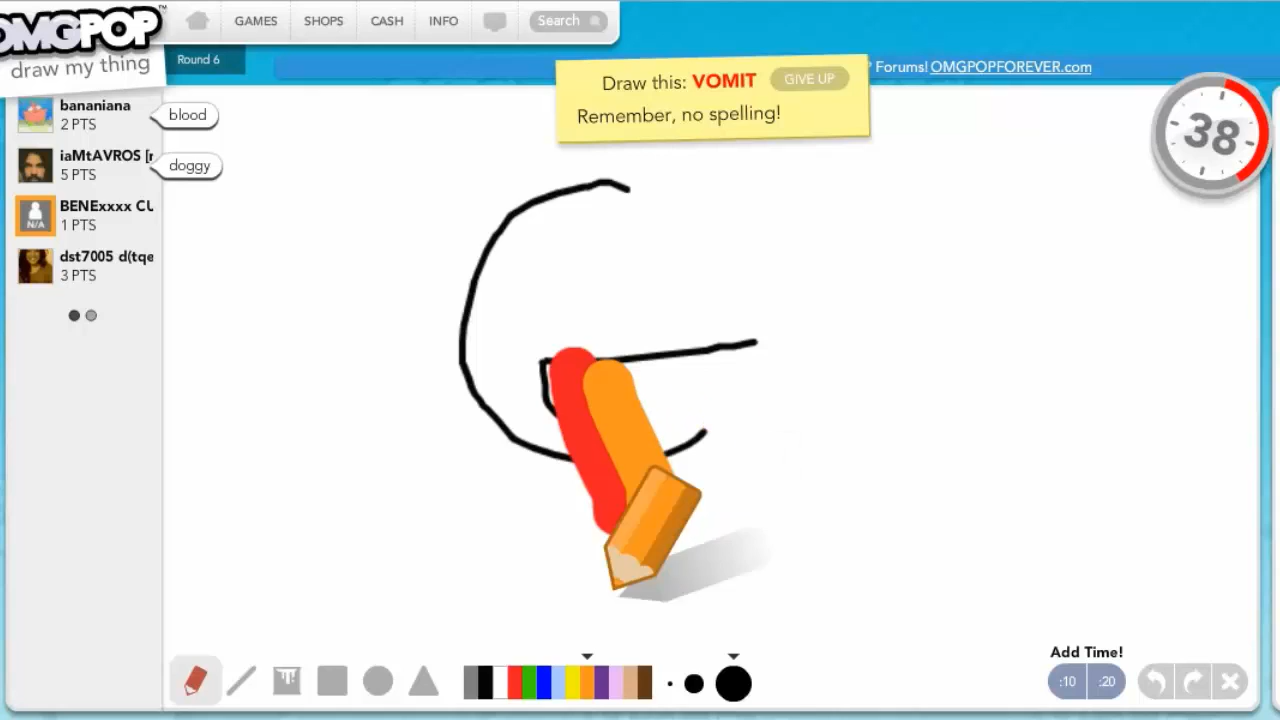 OMGPOP™
draw my thing
GAMES
SHOPS
CASH
INFO
Search
Round 6
Forums! OMGPOPFOREVER.com
Draw this: VOMIT
GIVE UP
Remember, no spelling!
38
bananiana
2 PTS
blood
iaMtAVROS [r
5 PTS
doggy
N/A
BENExxxx CU
1 PTS
dst7005 d(tqe
3 PTS
Add Time!
:10
:20